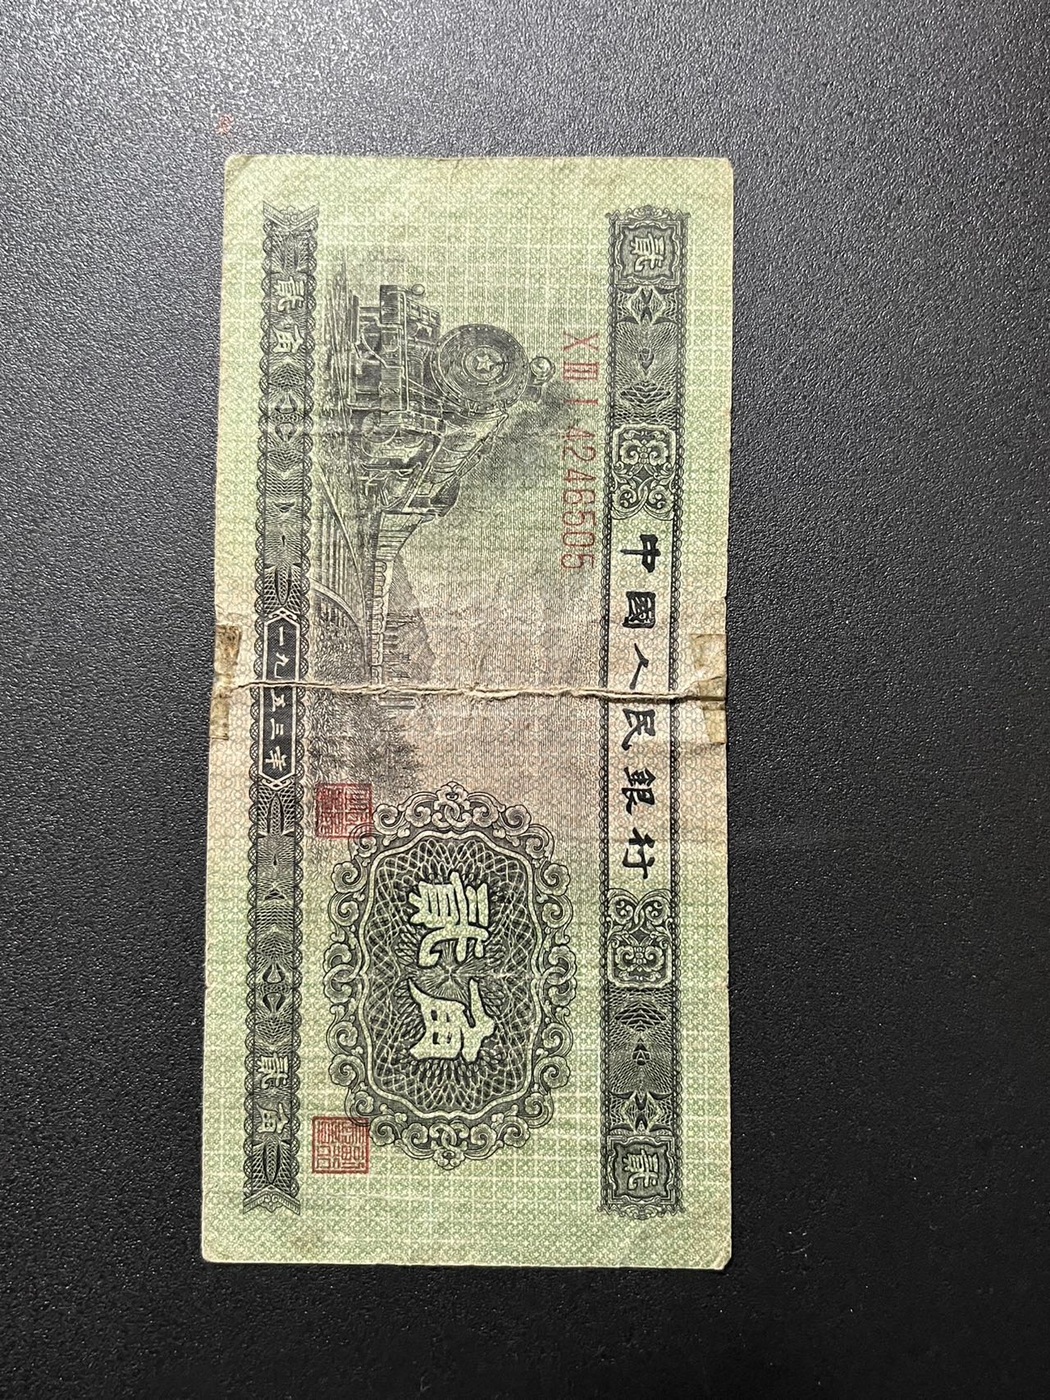 貳 中國人民銀行 貳
XIII I 4246505
貳角
貳角 一九五三年 貳角